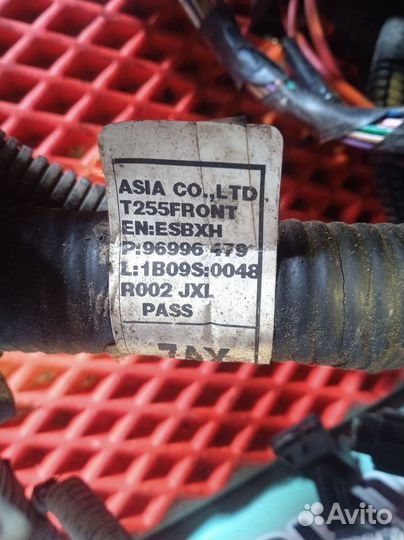 ASIA CO.,LTD
T255FRONT
EN:ESBXH
P:96996 479
L:1B09S:0048
R002 JXL
PASS
Avito